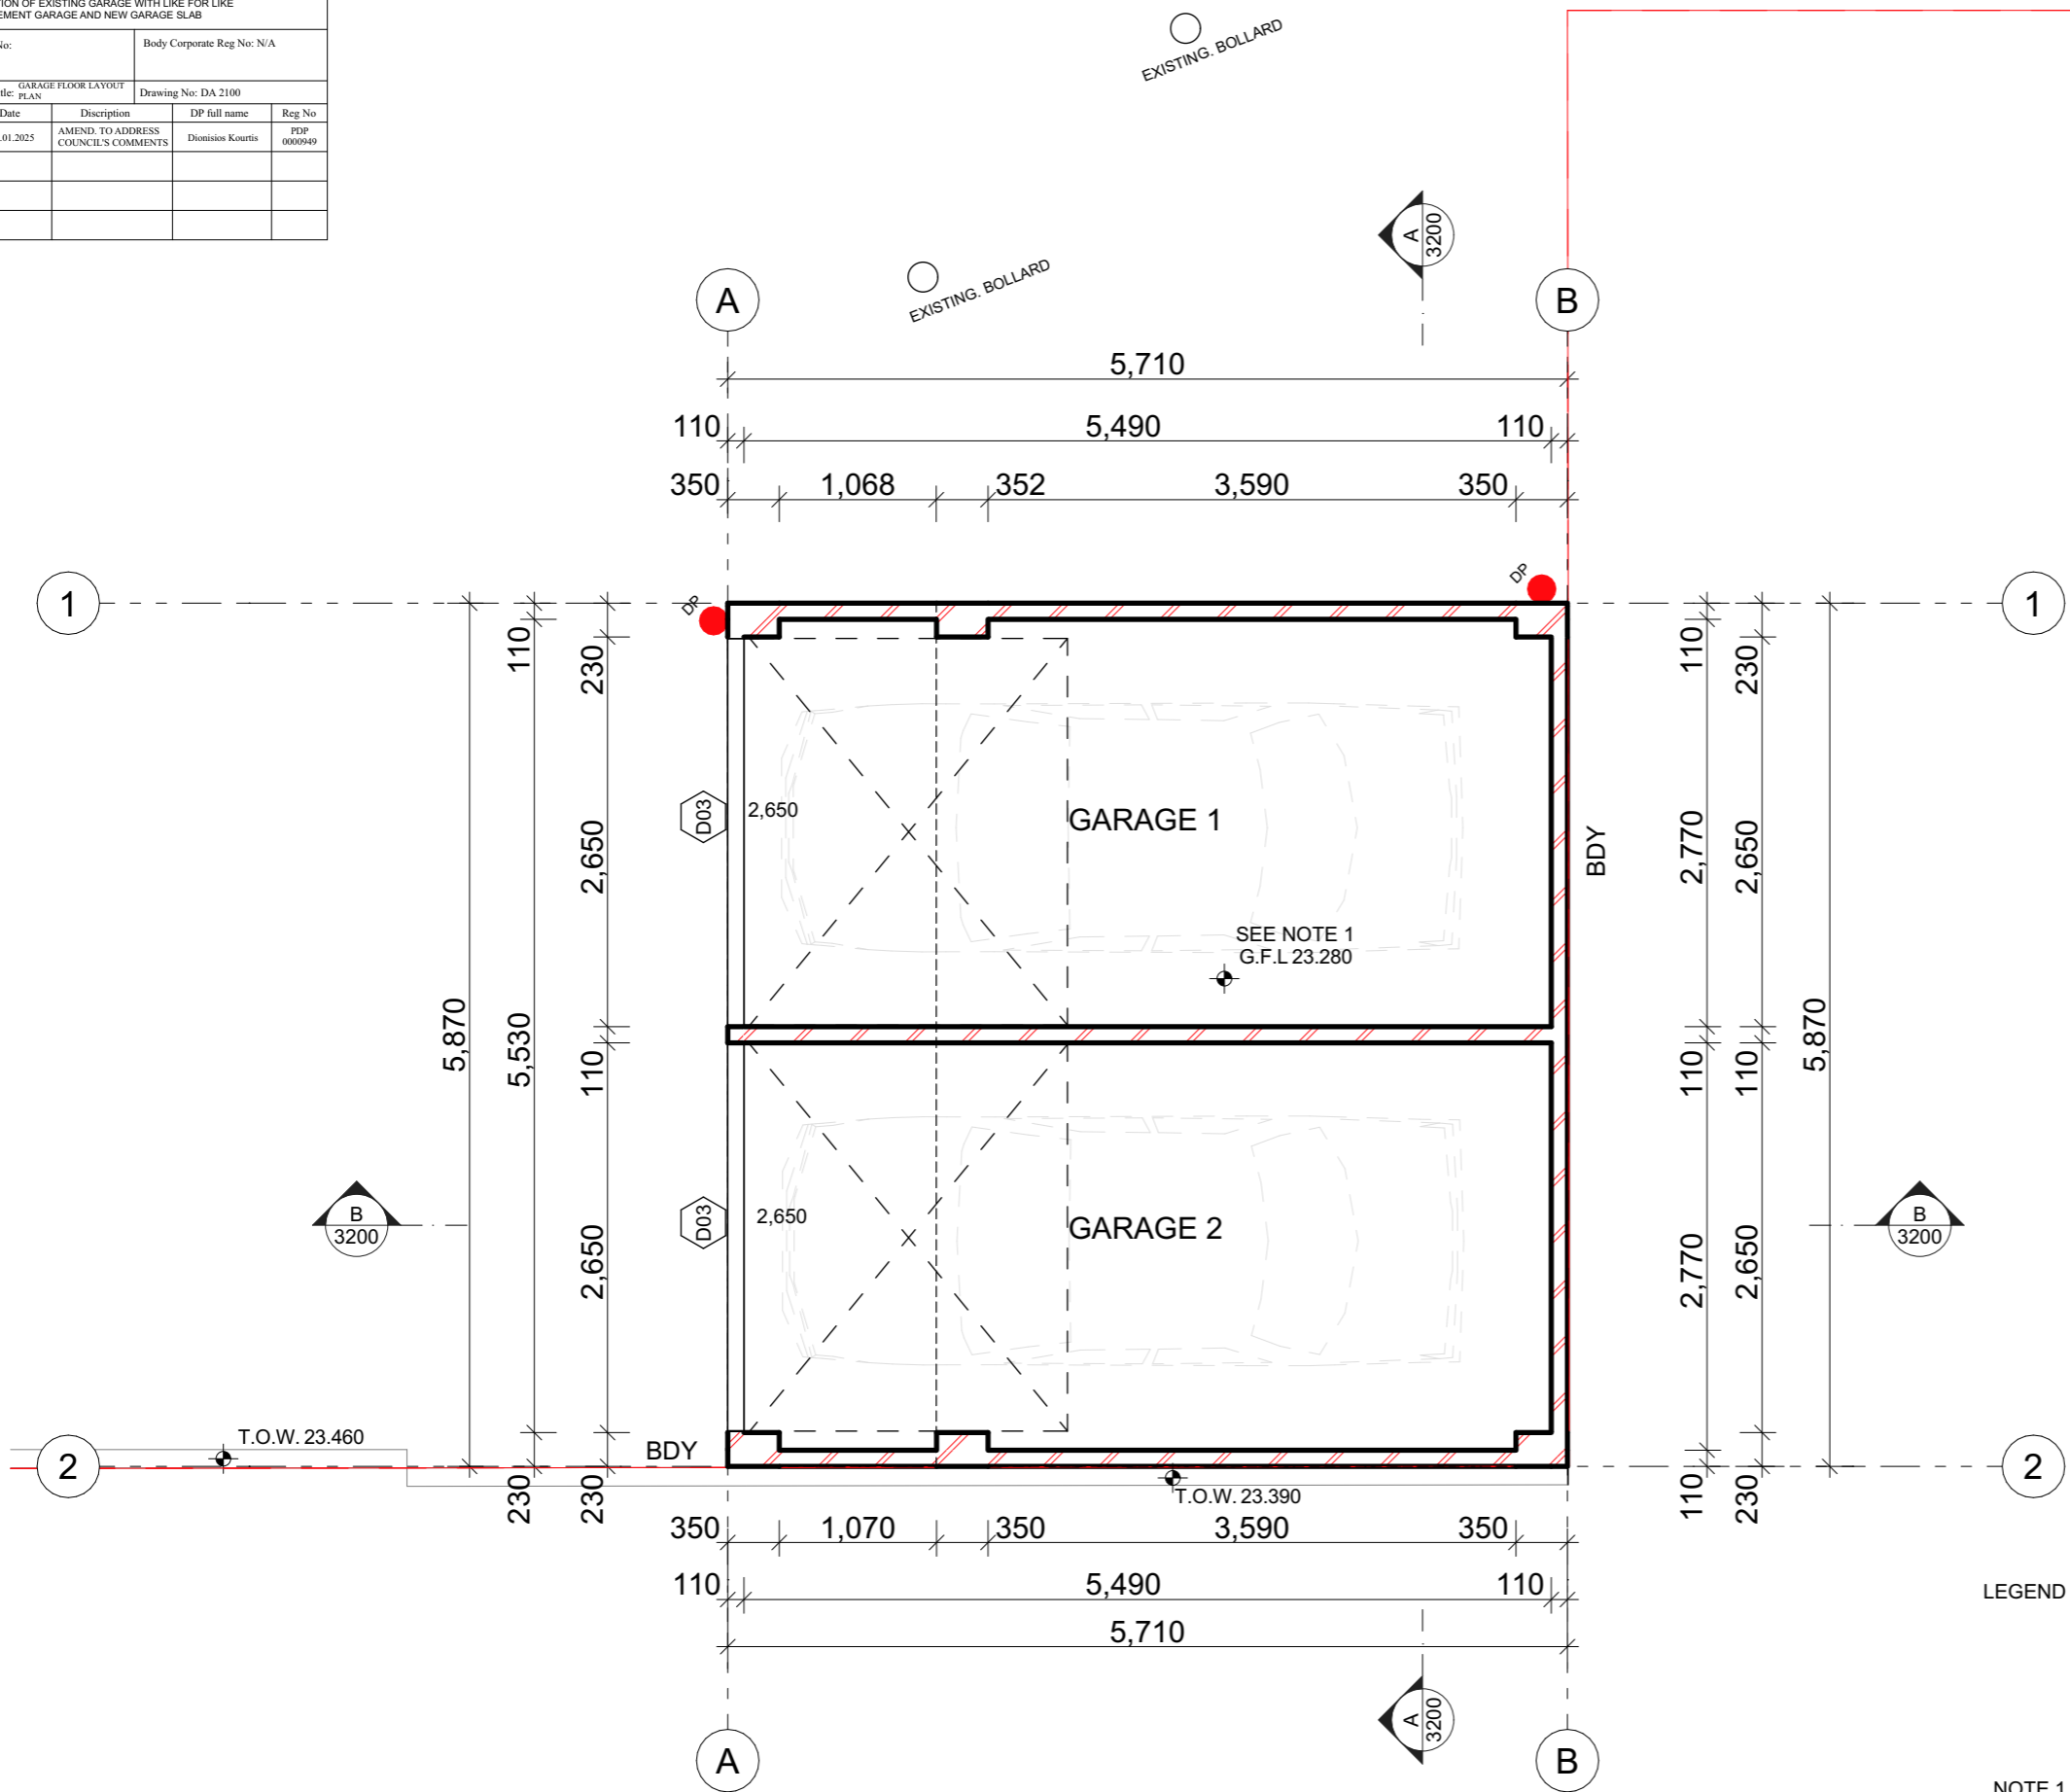 TION OF EXISTING GARAGE WITH LIKE FOR LIKE
EMENT GARAGE AND NEW GARAGE SLAB
No:
Body Corporate Reg No: N/A
tle: GARAGE FLOOR LAYOUT PLAN
Drawing No: DA 2100
Date Discription DP full name Reg No
.01.2025 AMEND. TO ADDRESS COUNCIL'S COMMENTS Dionisios Kourtis PDP 0000949
EXISTING. BOLLARD
EXISTING. BOLLARD
A
3200
A
B
5,710
110 5,490 110
350 1,068 352 3,590 350
DP
DP
1
1
110
230
110
230
2,650
2,770
2,650
5,870
5,530
110
110
110
5,870
2,650
2,770
2,650
230
230
110
230
D03
2,650
GARAGE 1
BDY
SEE NOTE 1
G.F.L 23.280
B
3200
D03
2,650
GARAGE 2
B
3200
T.O.W. 23.460
BDY
2
2
T.O.W. 23.390
350 1,070 350 3,590 350
110 5,490 110
5,710
LEGEND
A
3200
A
B
NOTE 1